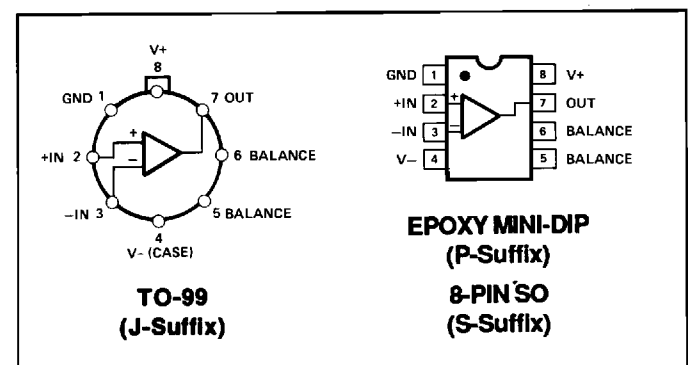 V+
8
GND 1
7 OUT
+
+IN 2
6 BALANCE
−
−IN 3
5 BALANCE
4
V− (CASE)
TO-99
(J-Suffix)
GND 1
8 V+
+IN 2
+
7 OUT
−IN 3
−
6 BALANCE
V− 4
5 BALANCE
EPOXY MINI-DIP
(P-Suffix)
8-PIN SO
(S-Suffix)